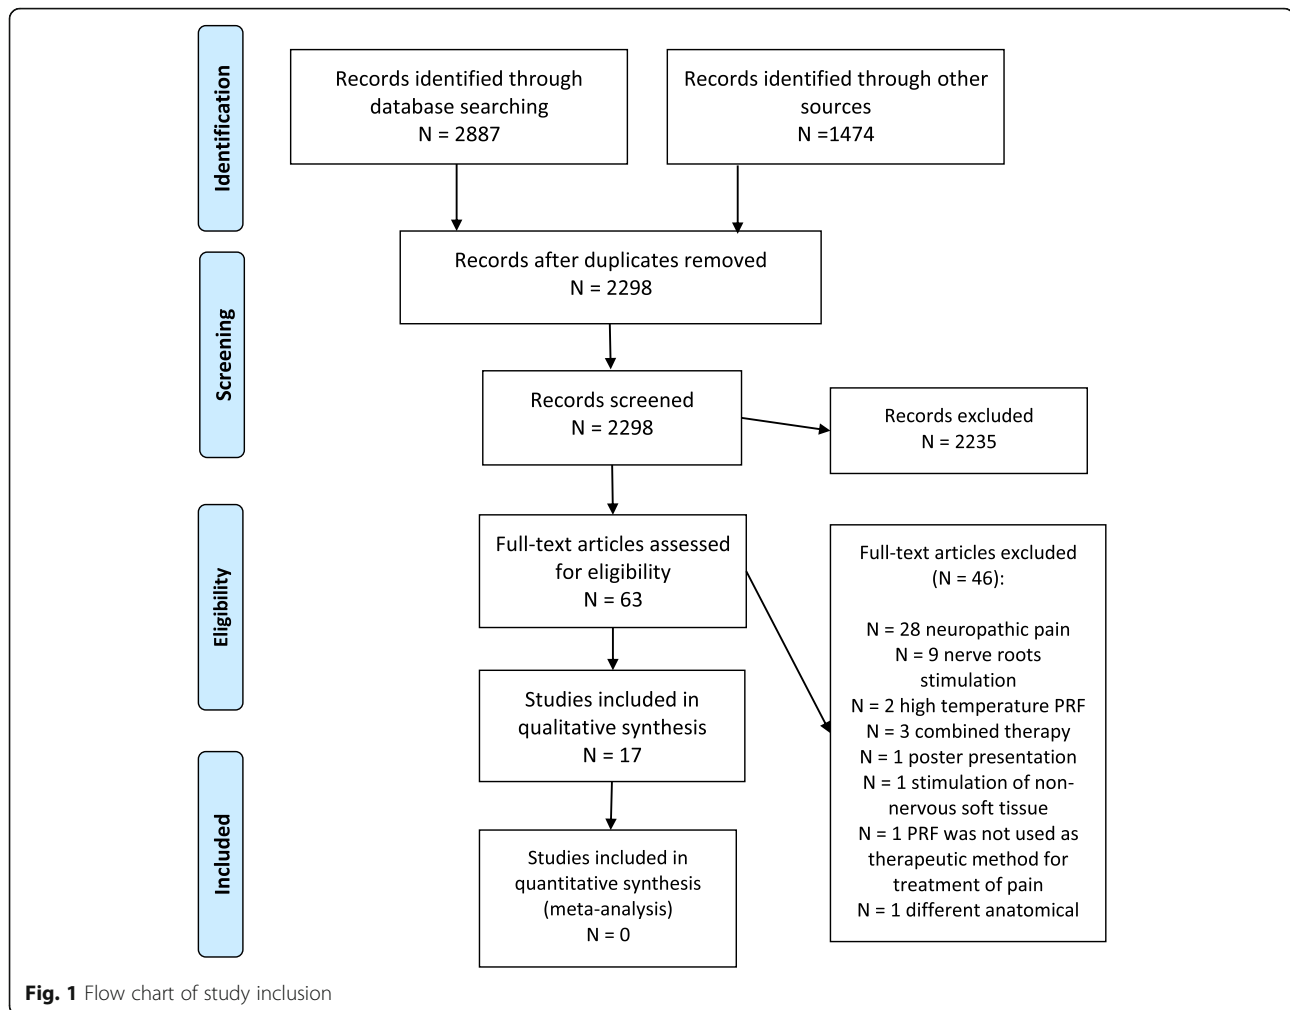 Identification
Records identified through
database searching
N = 2887
Records identified through other
sources
N =1474
Screening
Records after duplicates removed
N = 2298
Records screened
N = 2298
Records excluded
N = 2235
Eligibility
Full-text articles assessed
for eligibility
N = 63
Full-text articles excluded
(N = 46):
N = 28 neuropathic pain
N = 9 nerve roots
stimulation
N = 2 high temperature PRF
N = 3 combined therapy
N = 1 poster presentation
N = 1 stimulation of non-
nervous soft tissue
N = 1 PRF was not used as
therapeutic method for
treatment of pain
N = 1 different anatomical
Studies included in
qualitative synthesis
N = 17
Included
Studies included in
quantitative synthesis
(meta-analysis)
N = 0
Fig. 1 Flow chart of study inclusion